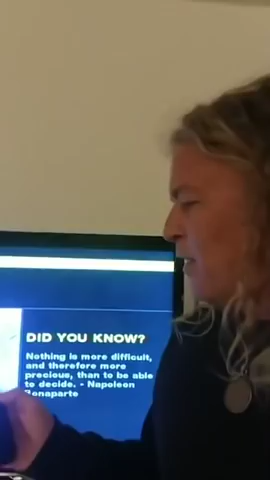 DID YOU KNOW?
Nothing is more difficult,
and therefore more
precious, than to be able
to decide. - Napoleon
Bonaparte